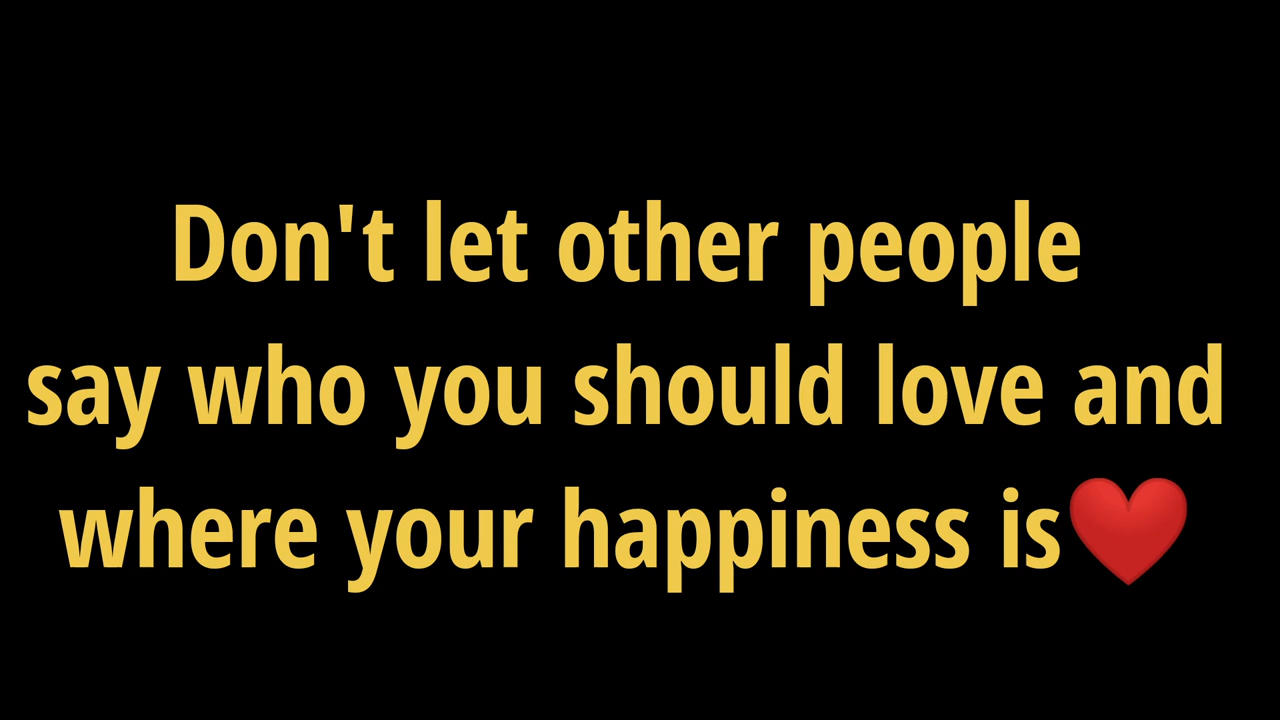 Don't let other people
say who you should love and
where your happiness is❤️